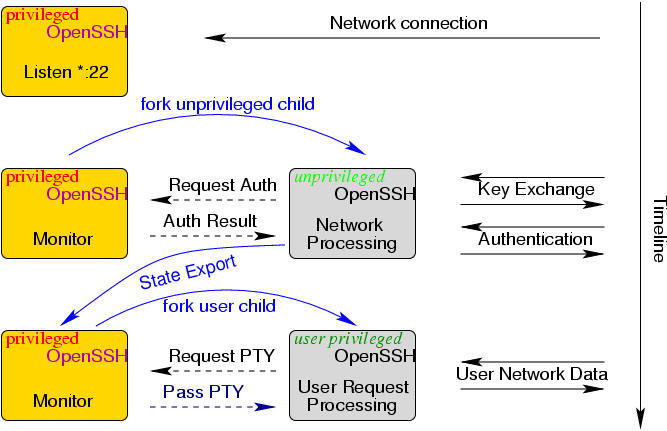 privileged
OpenSSH
Listen *:22
Network connection
fork unprivileged child
privileged
OpenSSH
Monitor
Request Auth
Auth Result
unprivileged
OpenSSH
Network
Processing
Key Exchange
Authentication
Timeline
State Export
fork user child
privileged
OpenSSH
Monitor
Request PTY
Pass PTY
user privileged
OpenSSH
User Request
Processing
User Network Data